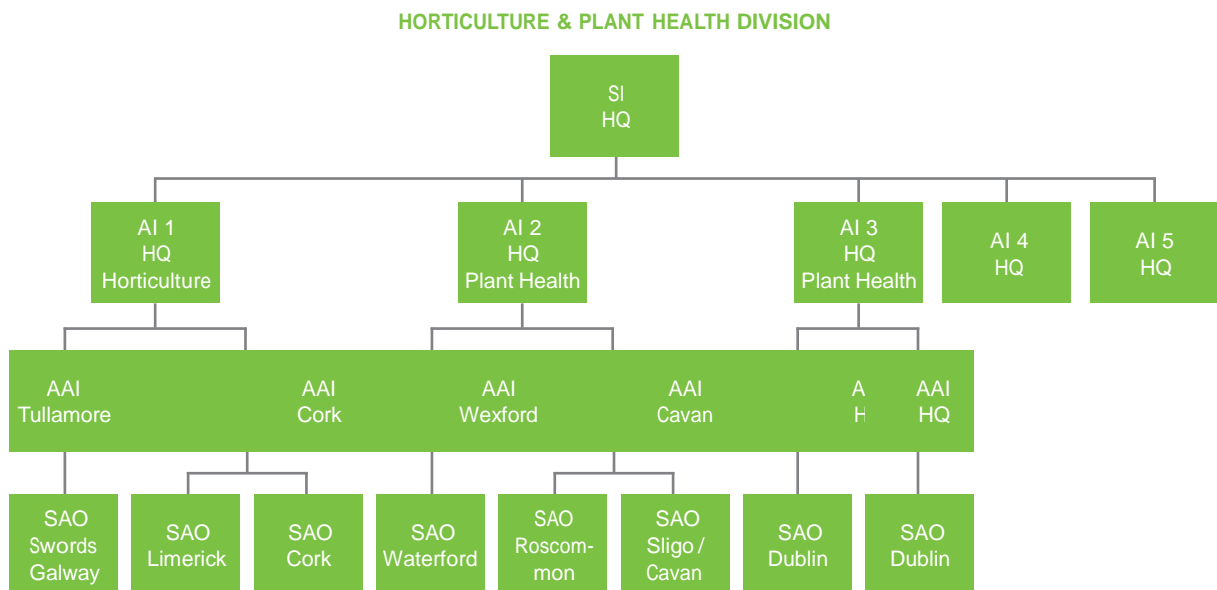 HORTICULTURE & PLANT HEALTH DIVISION
SI
HQ
AI 1
HQ
Horticulture
AI 2
HQ
Plant Health
AI 3
HQ
Plant Health
AI 4
HQ
AI 5
HQ
AAI
Tullamore
AAI
Cork
AAI
Wexford
AAI
Cavan
A
H
AAI
HQ
SAO
Swords
Galway
SAO
Limerick
SAO
Cork
SAO
Waterford
SAO
Roscom-
mon
SAO
Sligo /
Cavan
SAO
Dublin
SAO
Dublin